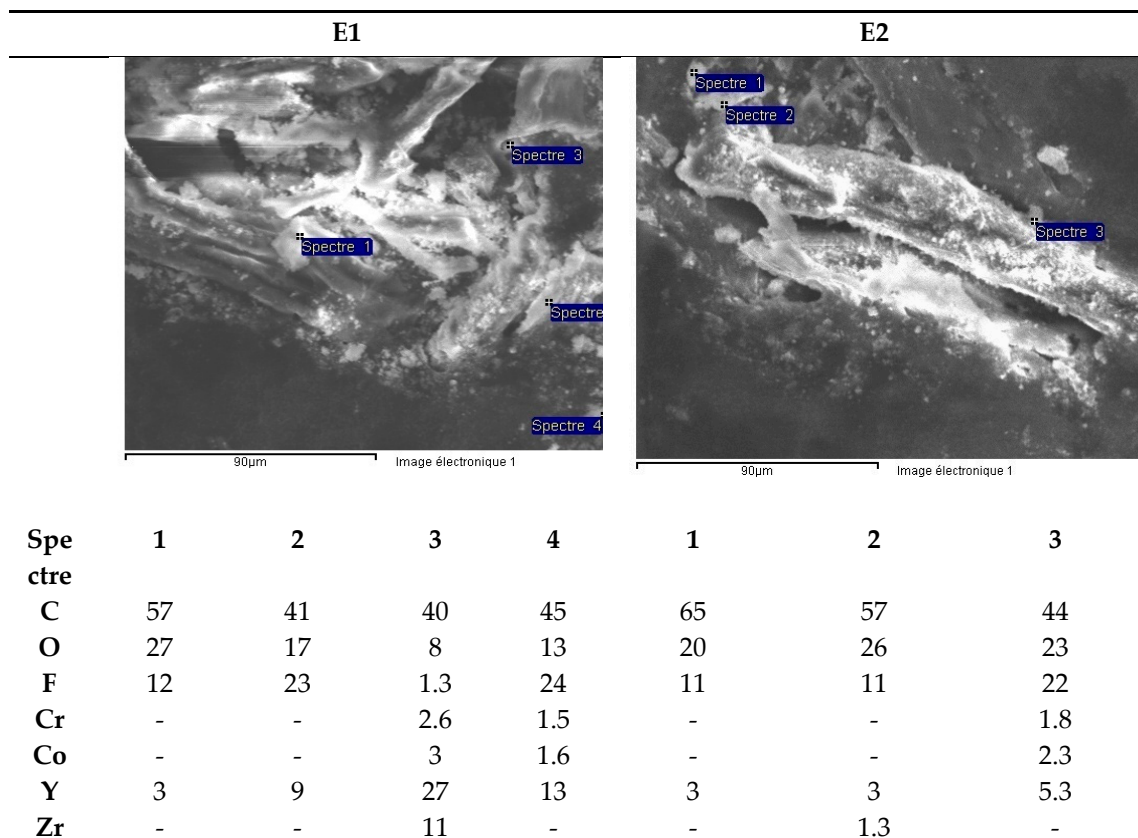 E1 E2
Spectre 1
Spectre 3
Spectre 2
Spectre 3
Spectre 1
Spectre
Spectre 4
90µm Image électronique 1 90µm Image électronique 1
Spe 1 2 3 4 1 2 3
ctre
C 57 41 40 45 65 57 44
O 27 17 8 13 20 26 23
F 12 23 1.3 24 11 11 22
Cr - - 2.6 1.5 - - 1.8
Co - - 3 1.6 - - 2.3
Y 3 9 27 13 3 3 5.3
Zr - - 11 - - 1.3 -